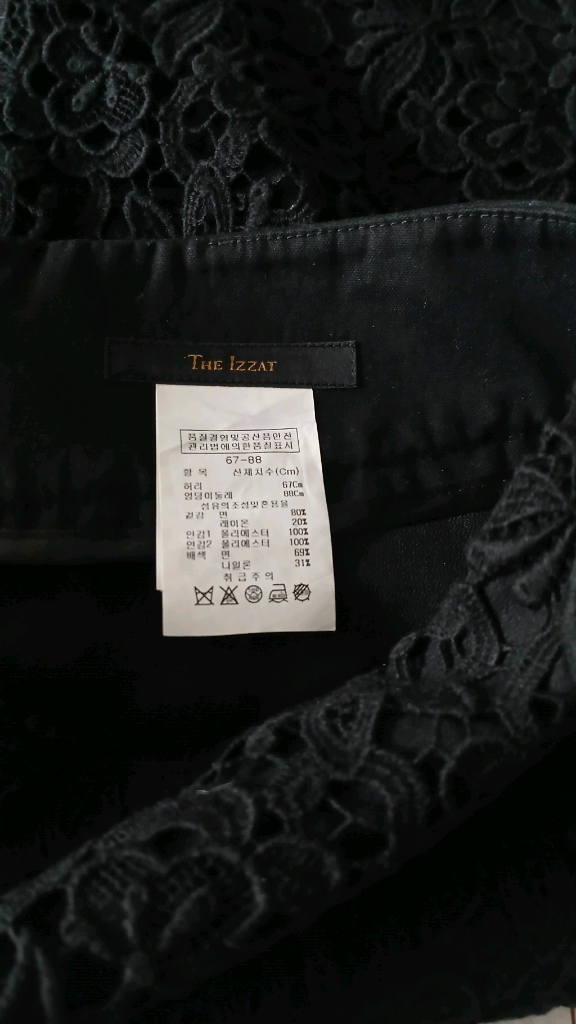 THE IZZAT
품질경영및공산품안전
관리법에의한품질표시
67-88
항 목 신체치수(Cm)
허리 67Cm
엉덩이둘레 88Cm
섬유의조성및혼용율
겉감 면 80%
레이온 20%
안감1 폴리에스터 100%
안감2 폴리에스터 100%
배색 면 69%
나일론 31%
취급주의